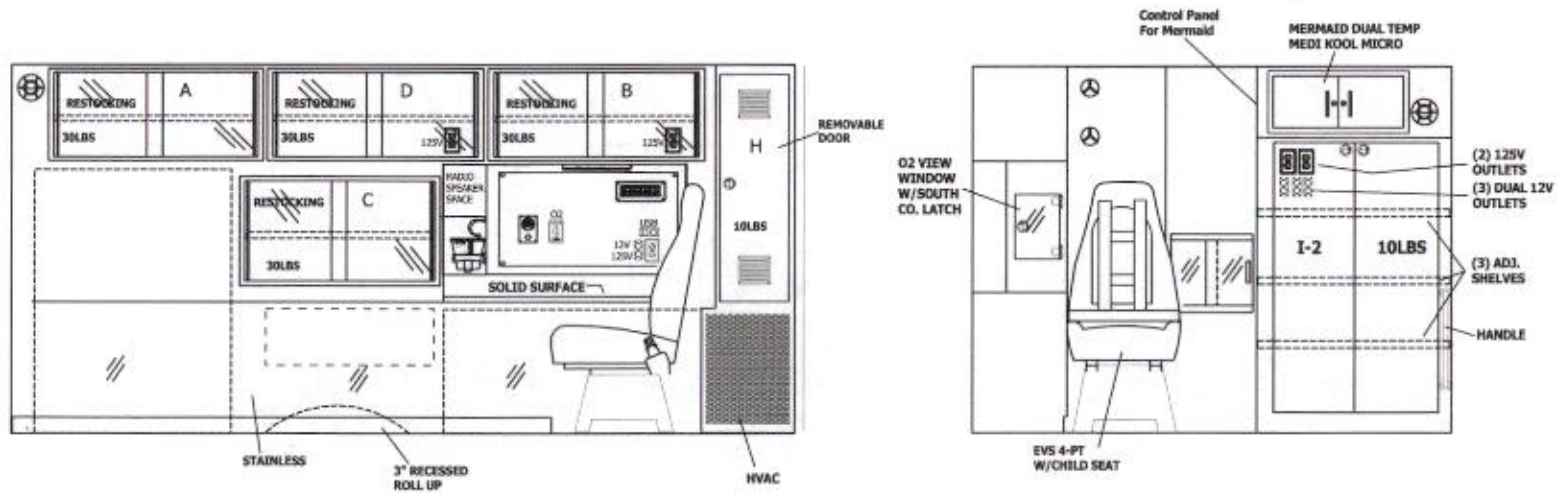 RESTOCKING
A
30LBS
RESTOCKING
D
30LBS
125V
RESTOCKING
B
30LBS
125V
H
REMOVABLE
DOOR
10LBS
RESTOCKING
C
30LBS
RADIO
SPEAKER
SPACE
O2
USB
12V
125V
SOLID SURFACE
STAINLESS
3" RECESSED
ROLL UP
HVAC
Control Panel
For Mermaid
MERMAID DUAL TEMP
MEDI KOOL MICRO
O2 VIEW
WINDOW
W/SOUTH
CO. LATCH
(2) 125V
OUTLETS
(3) DUAL 12V
OUTLETS
I-2
10LBS
(3) ADJ.
SHELVES
HANDLE
EVS 4-PT
W/CHILD SEAT